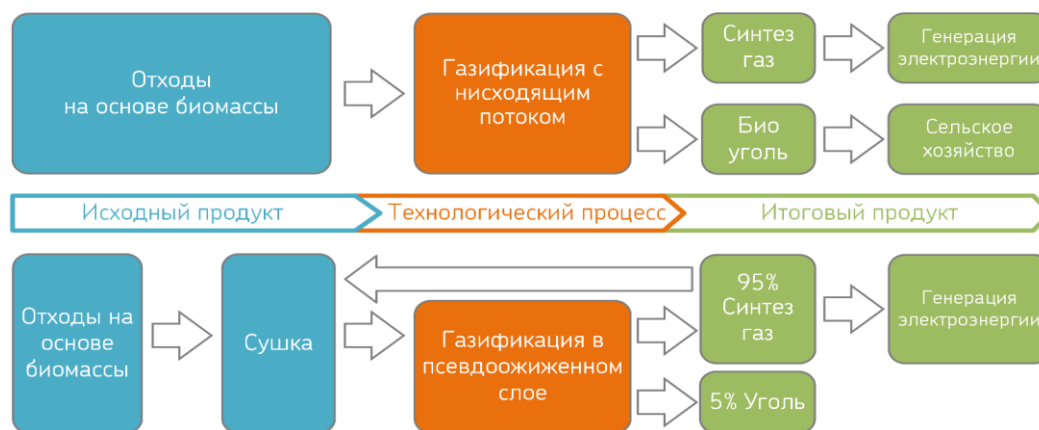 Отходы
на основе биомассы
Газификация с
нисходящим
потоком
Синтез
газ
Генерация
электроэнергии
Био
уголь
Сельское
хозяйство
Исходный продукт
Технологический процесс
Итоговый продукт
Отходы на
основе
биомассы
Сушка
Газификация в
псевдоожиженном
слое
95%
Синтез
газ
Генерация
электроэнергии
5% Уголь